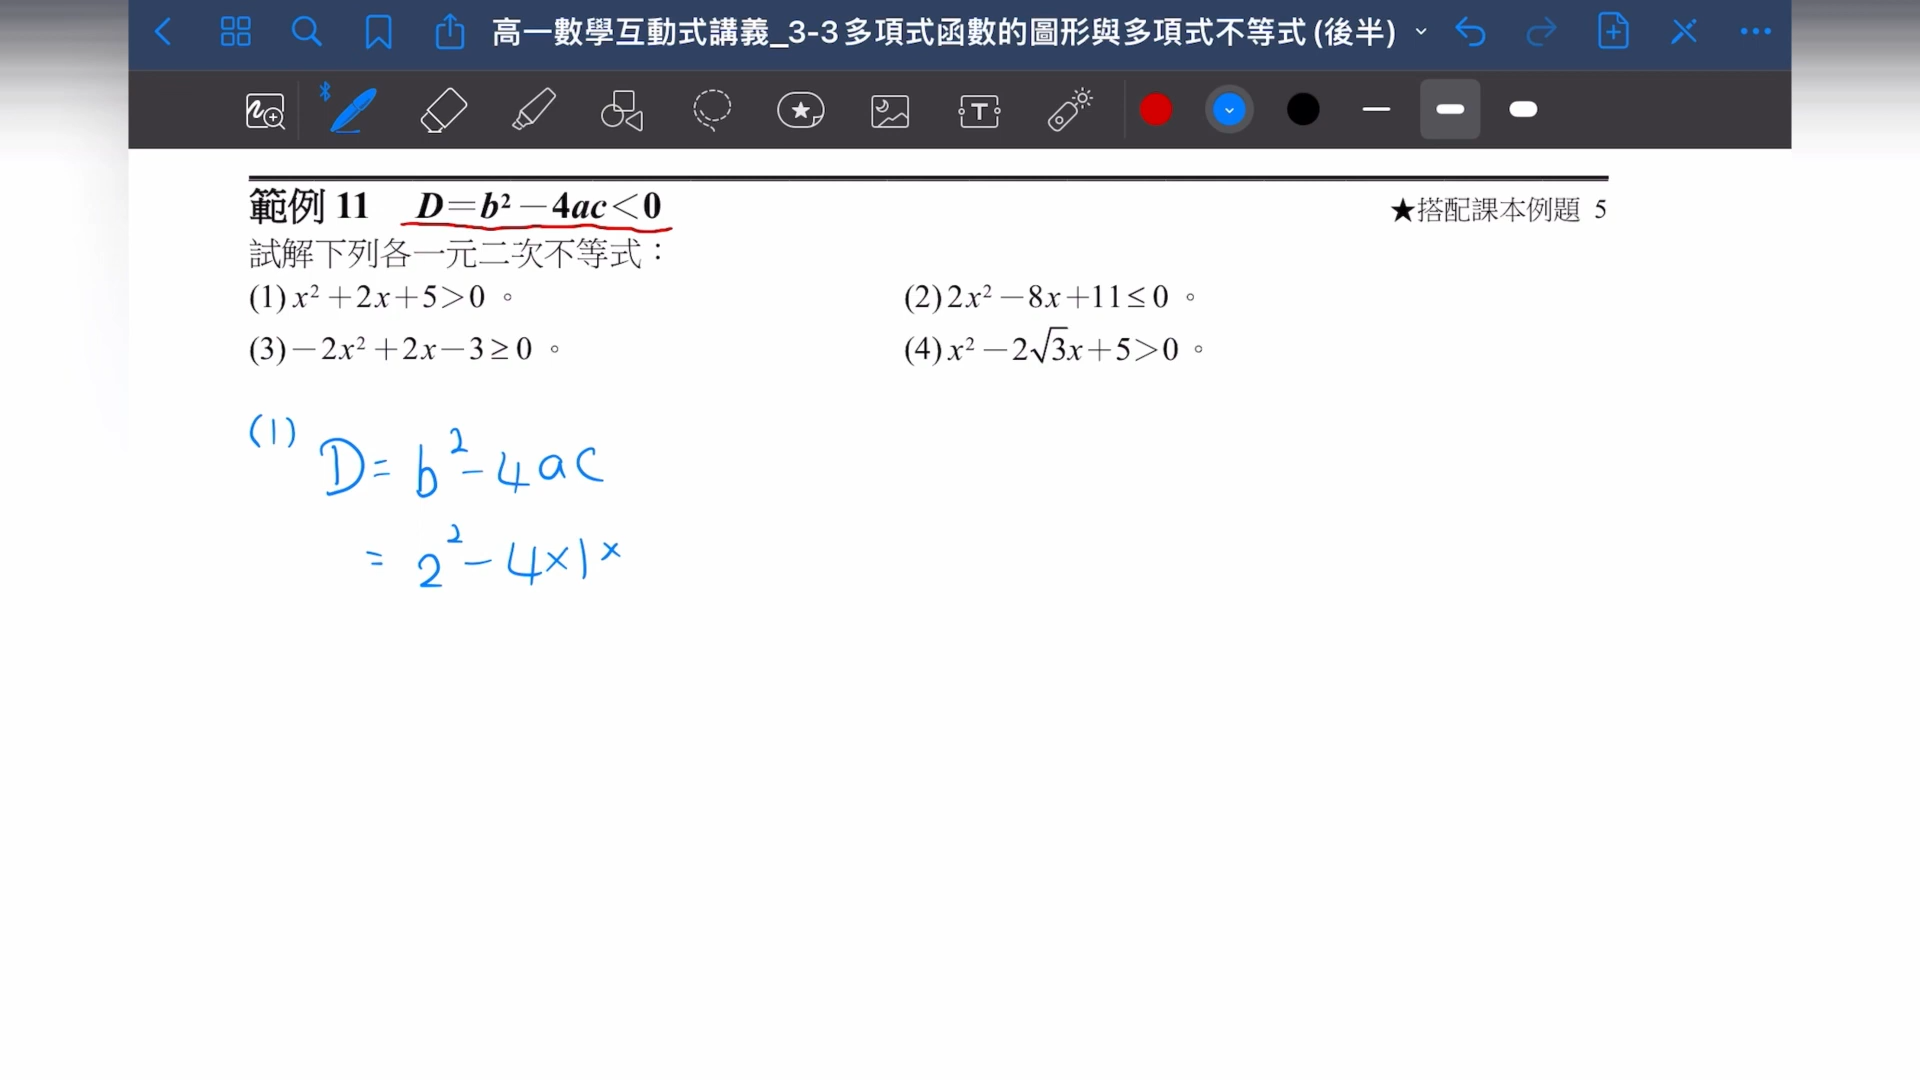 高一數學互動式講義_3-3多項式函數的圖形與多項式不等式(後半)
範例 11 D=b²-4ac<0
★搭配課本例題 5
試解下列各一元二次不等式：
(1) x²+2x+5>0 。
(2) 2x²-8x+11≤0 。
(3) -2x²+2x-3≥0 。
(4) x²-2√3x+5>0 。
(1) D= b²-4ac
= 2²-4×1×